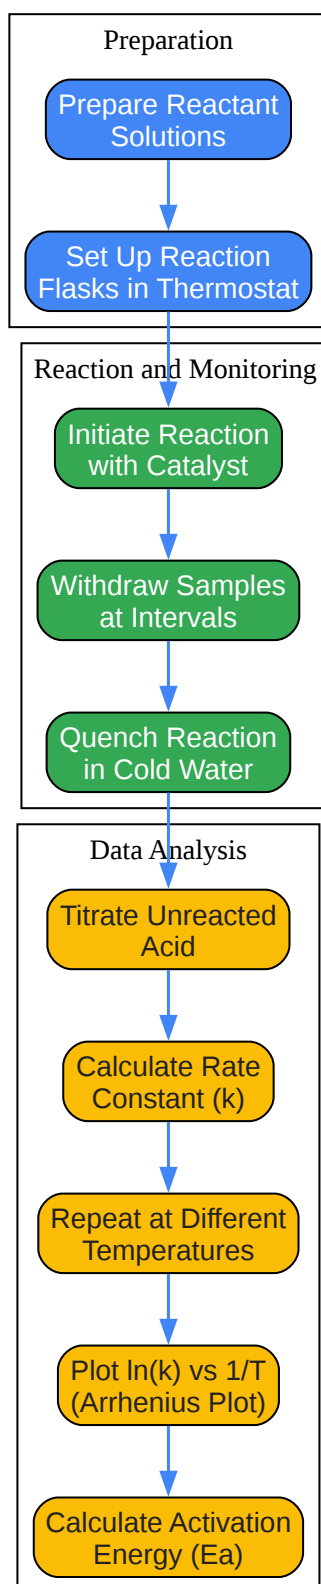 Preparation
Prepare Reactant
Solutions
Set Up Reaction
Flasks in Thermostat
Reaction and Monitoring
Initiate Reaction
with Catalyst
Withdraw Samples
at Intervals
Quench Reaction
in Cold Water
Data Analysis
Titrate Unreacted
Acid
Calculate Rate
Constant (k)
Repeat at Different
Temperatures
Plot ln(k) vs 1/T
(Arrhenius Plot)
Calculate Activation
Energy (Ea)